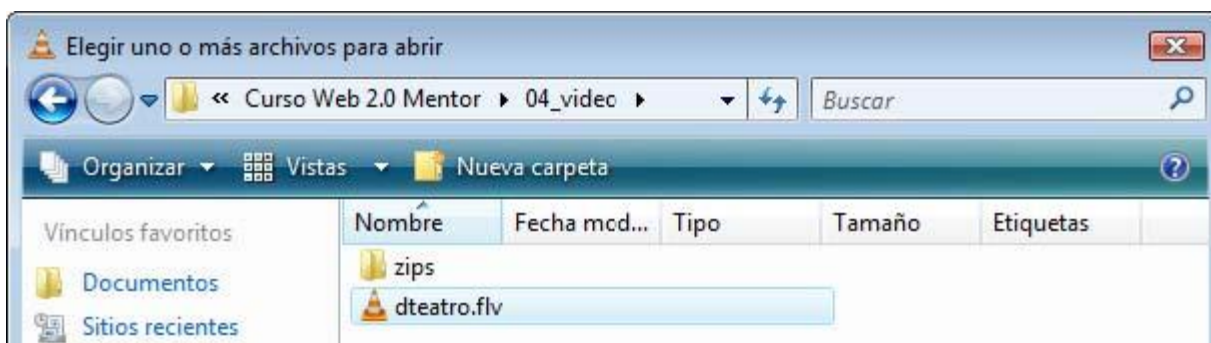 Elegir uno o más archivos para abrir
« Curso Web 2.0 Mentor 04_video Buscar
Organizar Vistas Nueva carpeta
Vínculos favoritos Nombre Fecha mod... Tipo Tamaño Etiquetas
zips
Documentos
dteatro.flv
Sitios recientes